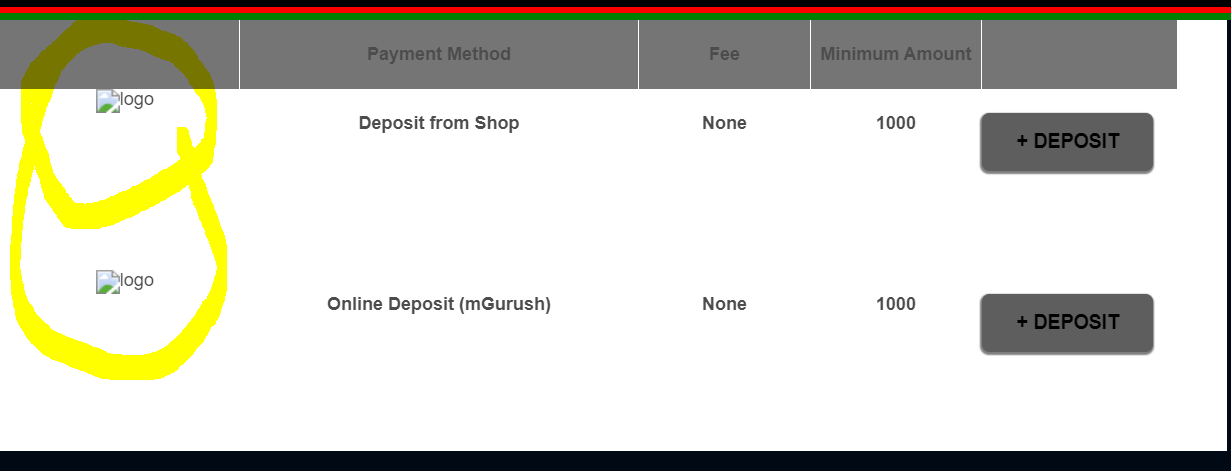 Payment Method Fee Minimum Amount
logo
Deposit from Shop None 1000 + DEPOSIT
logo
Online Deposit (mGurush) None 1000 + DEPOSIT